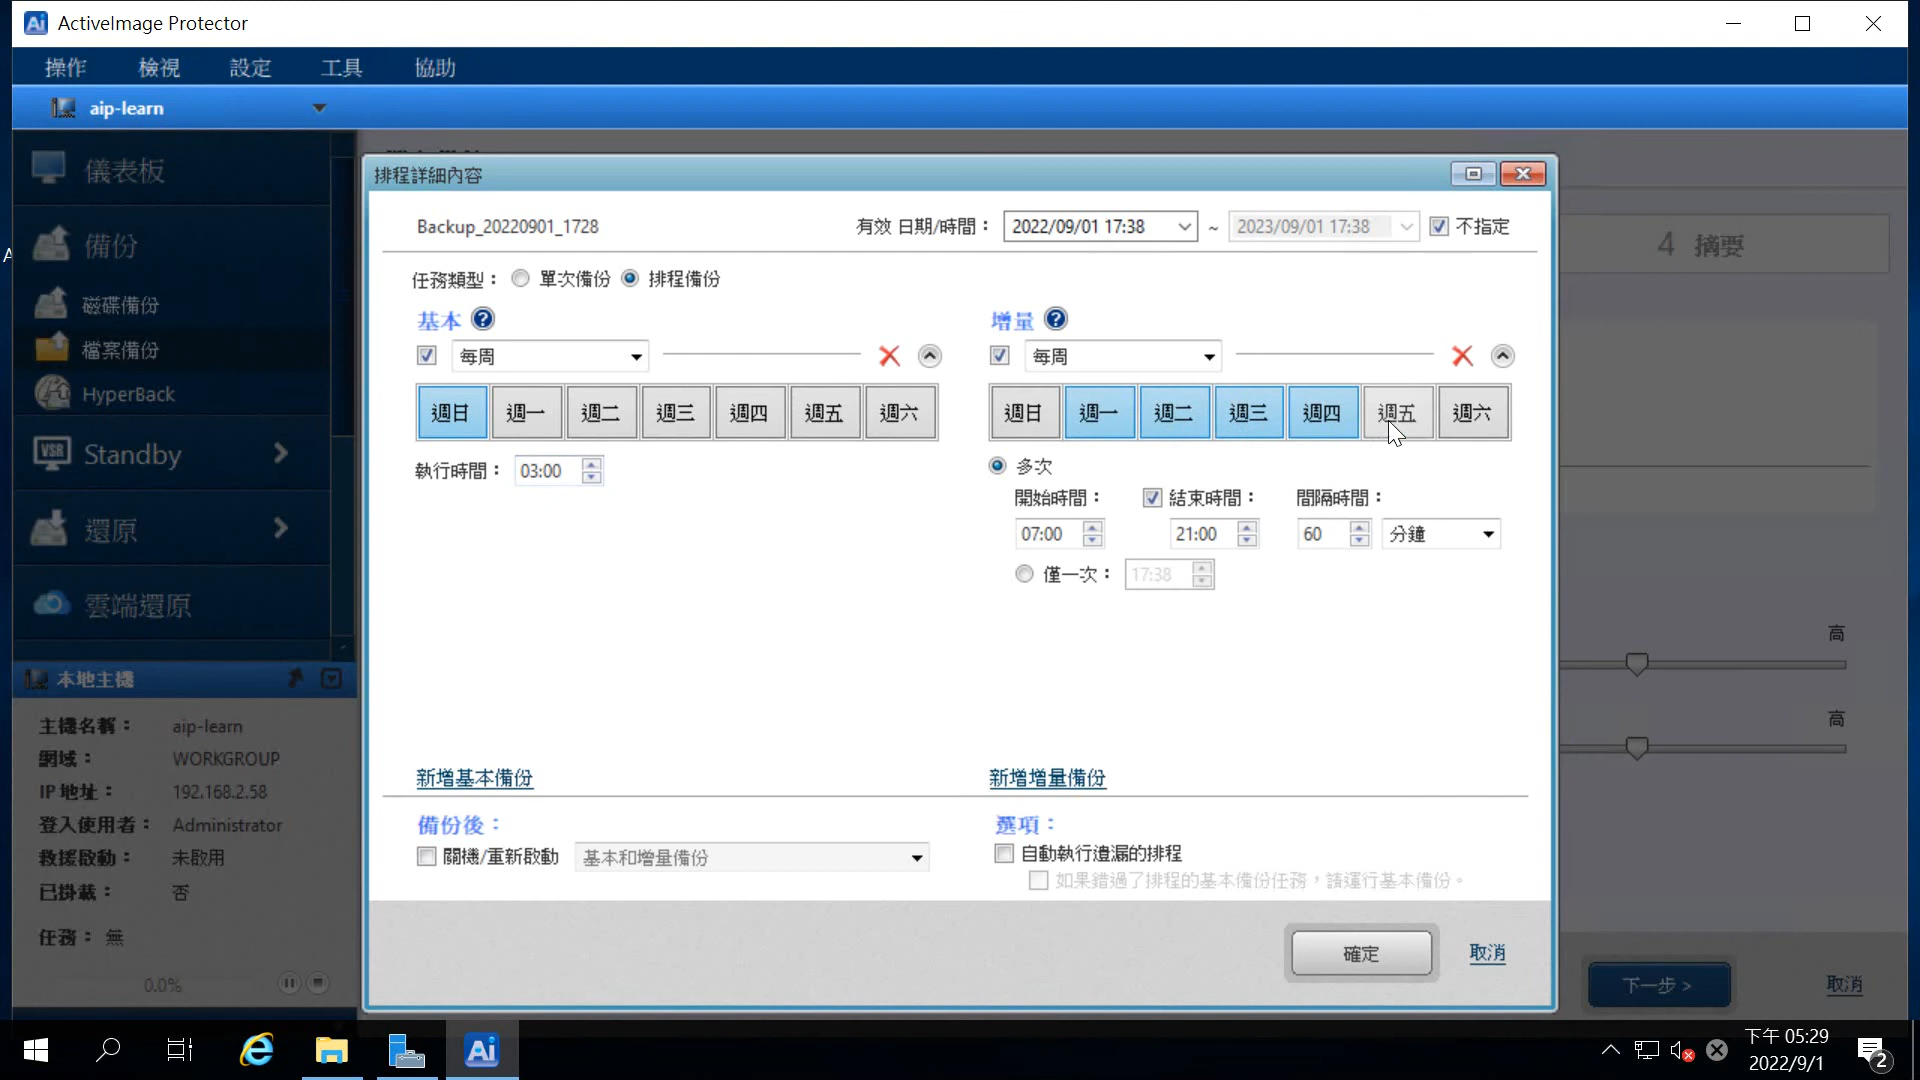 ActiveImage Protector
操作 檢視 設定 工具 協助
aip-learn
儀表板
備份
磁碟備份
檔案備份
HyperBack
Standby
還原
雲端還原
本地主機
主機名稱： aip-learn
網域： WORKGROUP
IP 地址： 192.168.2.58
登入使用者： Administrator
救援啟動： 未啟用
已掛載： 否
任務： 無
0.0%
排程詳細內容
Backup_20220901_1728 有效 日期/時間： 2022/09/01 17:38 ~ 2023/09/01 17:38 不指定
任務類型： 單次備份 排程備份
基本
每周
週日 週一 週二 週三 週四 週五 週六
執行時間： 03:00
新增基本備份
增量
每周
週日 週一 週二 週三 週四 週五 週六
多次
開始時間： 結束時間： 間隔時間：
07:00 21:00 60 分鐘
僅一次： 17:38
新增增量備份
備份後：
關機/重新啟動 基本和增量備份
選項：
自動執行遺漏的排程
如果錯過了排程的基本備份任務，請運行基本備份。
確定 取消
4 摘要
高
高
下一步 > 取消
下午 05:29
2022/9/1
2